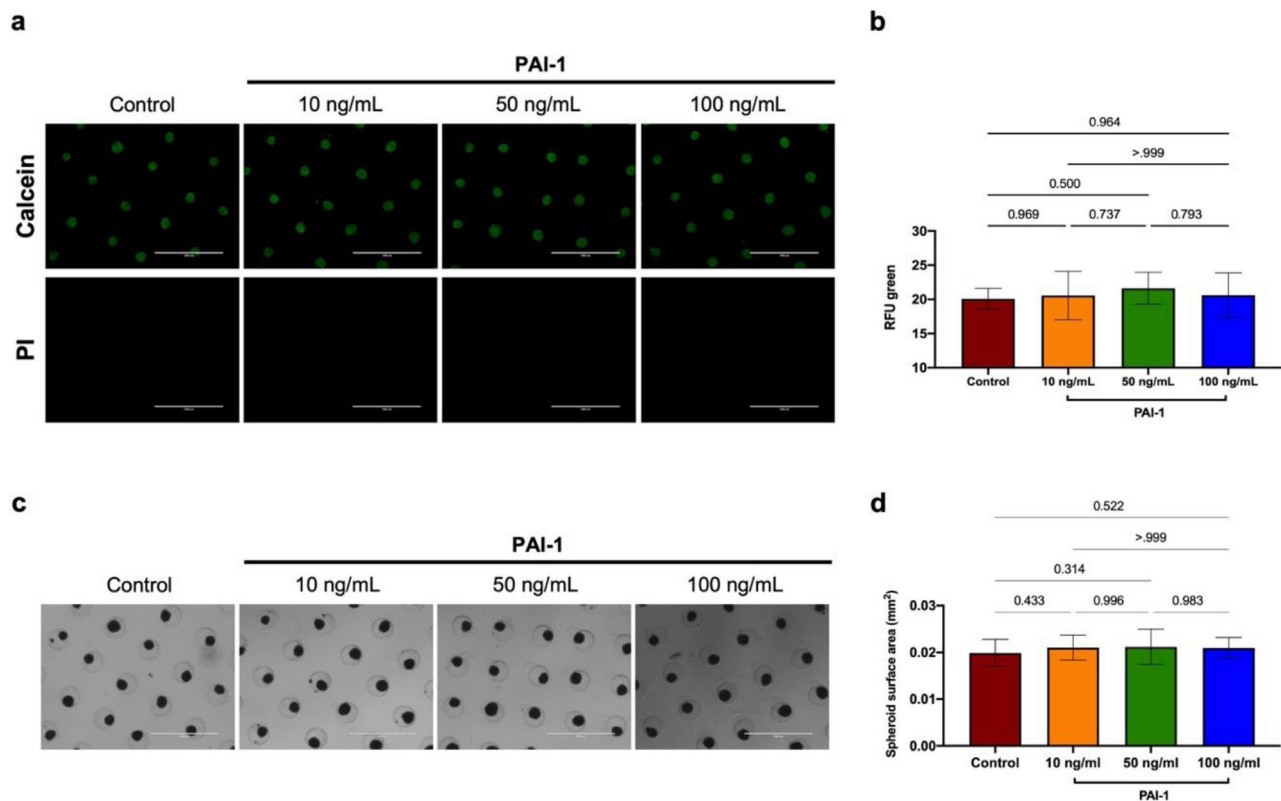 a
PAI-1
Control 10 ng/mL 50 ng/mL 100 ng/mL
Calcein
PI
b
0.964
>.999
0.500
0.969 0.737 0.793
30
25
20
15
10
RFU green
Control 10 ng/mL 50 ng/mL 100 ng/mL
PAI-1
c
PAI-1
Control 10 ng/mL 50 ng/mL 100 ng/mL
d
0.522
>.999
0.314
0.433 0.996 0.983
0.03
0.02
0.01
0.00
Spheroid surface area (mm²)
Control 10 ng/ml 50 ng/ml 100 ng/ml
PAI-1